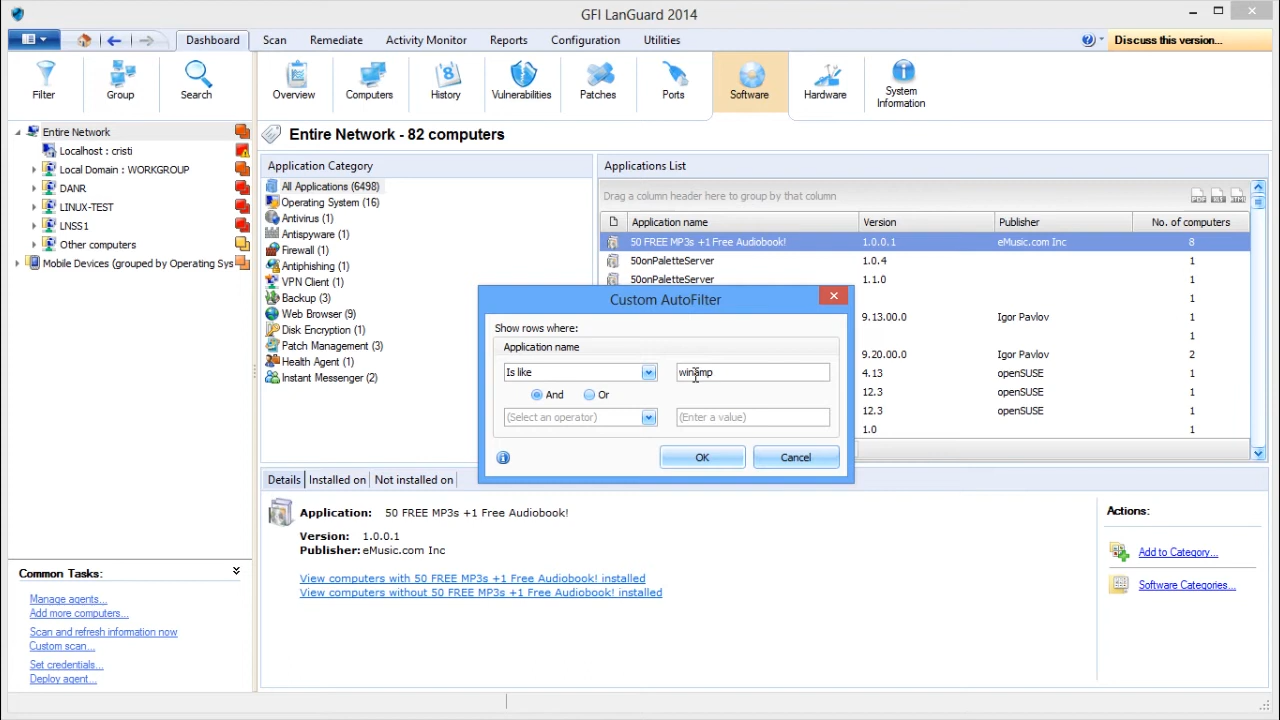 GFI LanGuard 2014
Dashboard
Scan
Remediate
Activity Monitor
Reports
Configuration
Utilities
Discuss this version...
Filter
Group
Search
Overview
Computers
History
Vulnerabilities
Patches
Ports
Software
Hardware
System Information
Entire Network
Localhost : cristi
Local Domain : WORKGROUP
DANR
LINUX-TEST
LNSS1
Other computers
Mobile Devices (grouped by Operating Sys
Entire Network - 82 computers
Application Category
All Applications (6498)
Operating System (16)
Antivirus (1)
Antispyware (1)
Firewall (1)
Antiphishing (1)
VPN Client (1)
Backup (3)
Web Browser (9)
Disk Encryption (1)
Patch Management (3)
Health Agent (1)
Instant Messenger (2)
Applications List
Drag a column header here to group by that column
Application name Version Publisher No. of computers
50 FREE MP3s +1 Free Audiobook! 1.0.0.1 eMusic.com Inc 8
50onPaletteServer 1.0.4 1
50onPaletteServer 1.1.0 1
1
9.13.00.0 Igor Pavlov 1
1
9.20.00.0 Igor Pavlov 2
4.13 openSUSE 1
12.3 openSUSE 1
12.3 openSUSE 1
1.0 1
Custom AutoFilter
Show rows where:
Application name
Is like winamp
And Or
(Select an operator) (Enter a value)
OK Cancel
Details Installed on Not installed on
Application: 50 FREE MP3s +1 Free Audiobook!
Version: 1.0.0.1
Publisher: eMusic.com Inc
View computers with 50 FREE MP3s +1 Free Audiobook! installed
View computers without 50 FREE MP3s +1 Free Audiobook! installed
Actions:
Add to Category...
Software Categories...
Common Tasks:
Manage agents...
Add more computers...
Scan and refresh information now
Custom scan...
Set credentials...
Deploy agent...